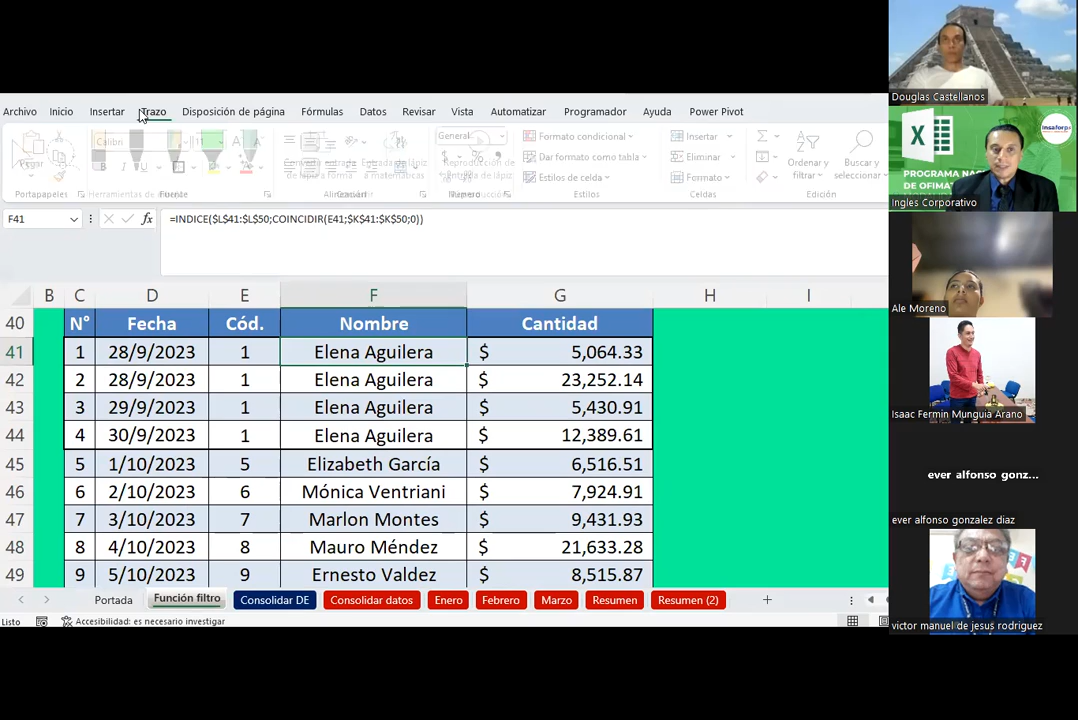 Archivo Inicio Insertar Trazo Disposición de página Fórmulas Datos Revisar Vista Automatizar Programador Ayuda Power Pivot
Calibri 11 General Formato condicional Insertar
Pegar N K Dar formato como tabla Eliminar Ordenar y filtrar Buscar y seleccionar
Estilos de celda Formato
Portapapeles Fuente Alineación Número Estilos Celdas Edición
F41 fx =INDICE($L$41:$L$50;COINCIDIR(E41;$K$41:$K$50;0))
B C D E F G H I
40 N° Fecha Cód. Nombre Cantidad
41 1 28/9/2023 1 Elena Aguilera $ 5,064.33
42 2 28/9/2023 1 Elena Aguilera $ 23,252.14
43 3 29/9/2023 1 Elena Aguilera $ 5,430.91
44 4 30/9/2023 1 Elena Aguilera $ 12,389.61
45 5 1/10/2023 5 Elizabeth García $ 6,516.51
46 6 2/10/2023 6 Mónica Ventriani $ 7,924.91
47 7 3/10/2023 7 Marlon Montes $ 9,431.93
48 8 4/10/2023 8 Mauro Méndez $ 21,633.28
49 9 5/10/2023 9 Ernesto Valdez $ 8,515.87
Portada Función filtro Consolidar DE Consolidar datos Enero Febrero Marzo Resumen Resumen (2)
Listo Accesibilidad: es necesario investigar
Douglas Castellanos
X
Insaforp
PROGRAMA NA
DE OFIMAT
Ingles Corporativo
Ale Moreno
Isaac Fermin Munguia Arano
ever alfonso gonz...
ever alfonso gonzalez diaz
victor manuel de jesus rodriguez